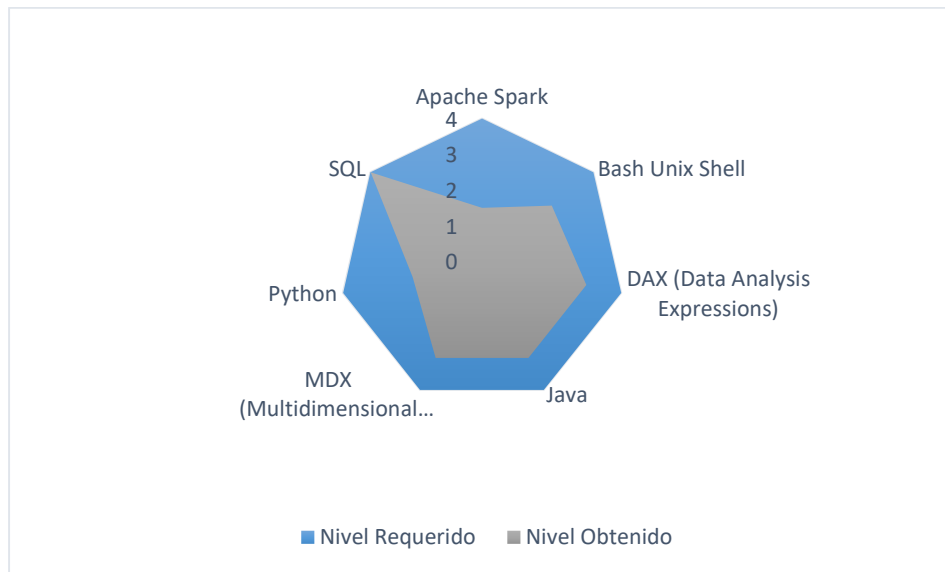 Apache Spark
4
3
2
1
0
SQL
Bash Unix Shell
DAX (Data Analysis
Expressions)
Python
MDX
(Multidimensional...
Java
Nivel Requerido
Nivel Obtenido